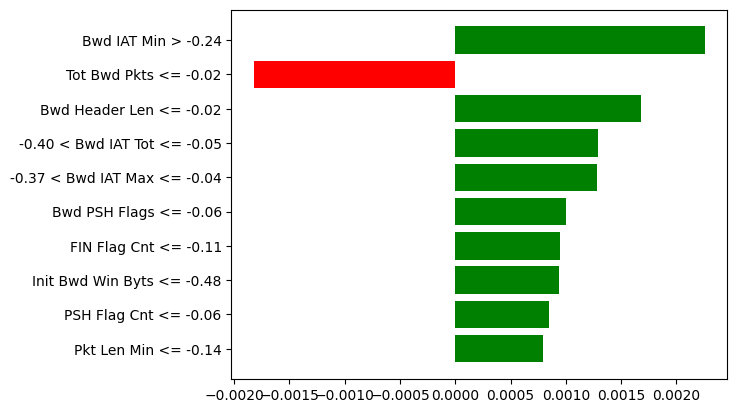 Bwd IAT Min > -0.24
Tot Bwd Pkts <= -0.02
Bwd Header Len <= -0.02
-0.40 < Bwd IAT Tot <= -0.05
-0.37 < Bwd IAT Max <= -0.04
Bwd PSH Flags <= -0.06
FIN Flag Cnt <= -0.11
Init Bwd Win Byts <= -0.48
PSH Flag Cnt <= -0.06
Pkt Len Min <= -0.14
−0.0020 −0.0015 −0.0010 −0.0005 0.0000 0.0005 0.0010 0.0015 0.0020